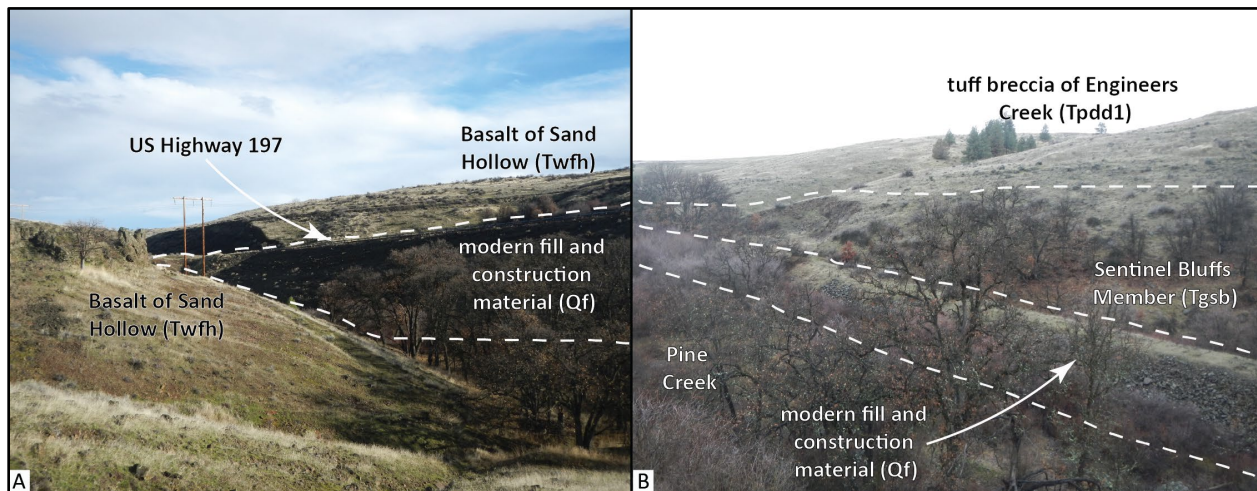 US Highway 197
Basalt of Sand
Hollow (Twfh)
modern fill and
construction
material (Qf)
Basalt of Sand
Hollow (Twfh)
A
tuff breccia of Engineers
Creek (Tpdd1)
Sentinel Bluffs
Member (Tgsb)
Pine
Creek
modern fill and
construction
material (Qf)
B